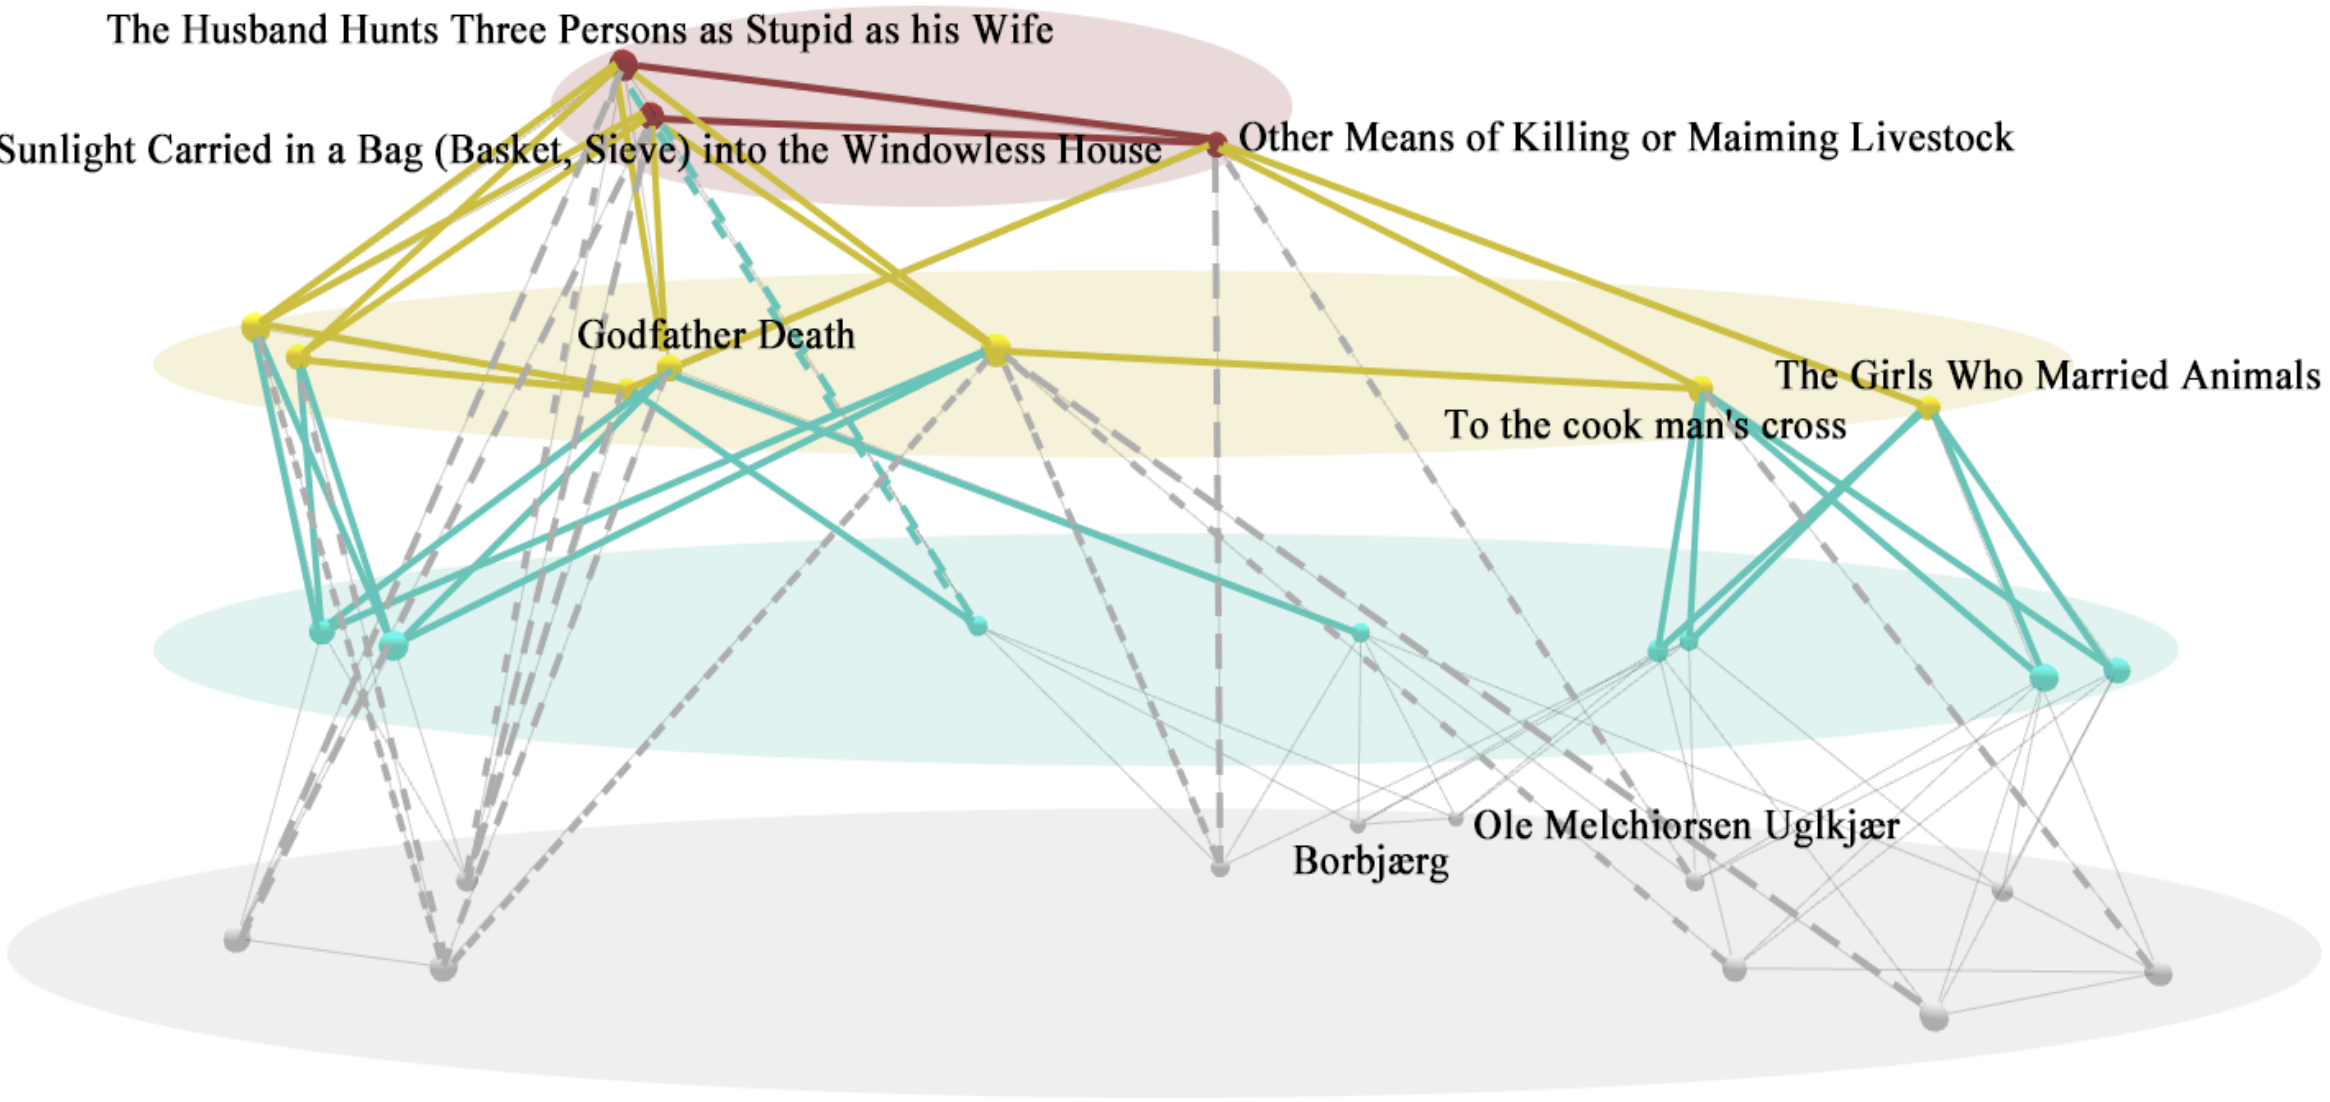 The Husband Hunts Three Persons as Stupid as his Wife
Other Means of Killing or Maiming Livestock
Sunlight Carried in a Bag (Basket, Sieve) into the Windowless House
Godfather Death
The Girls Who Married Animals
To the cook man's cross
Ole Melchiorsen Uglkjær
Borbjærg